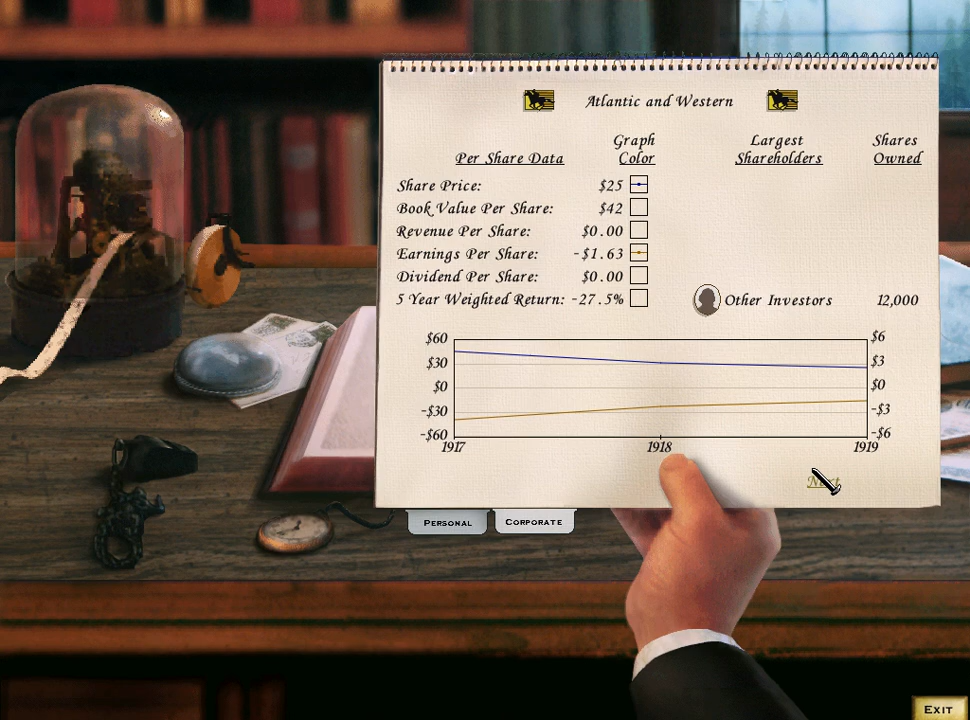 Atlantic and Western
Per Share Data
Graph Color
Largest Shareholders
Shares Owned
Share Price: $25
Book Value Per Share: $42
Revenue Per Share: $0.00
Earnings Per Share: -$1.63
Dividend Per Share: $0.00
5 Year Weighted Return: -27.5%
Other Investors 12,000
$60 $6
$30 $3
$0 $0
-$30 -$3
-$60 -$6
1917 1918 1919
PERSONAL CORPORATE
EXIT